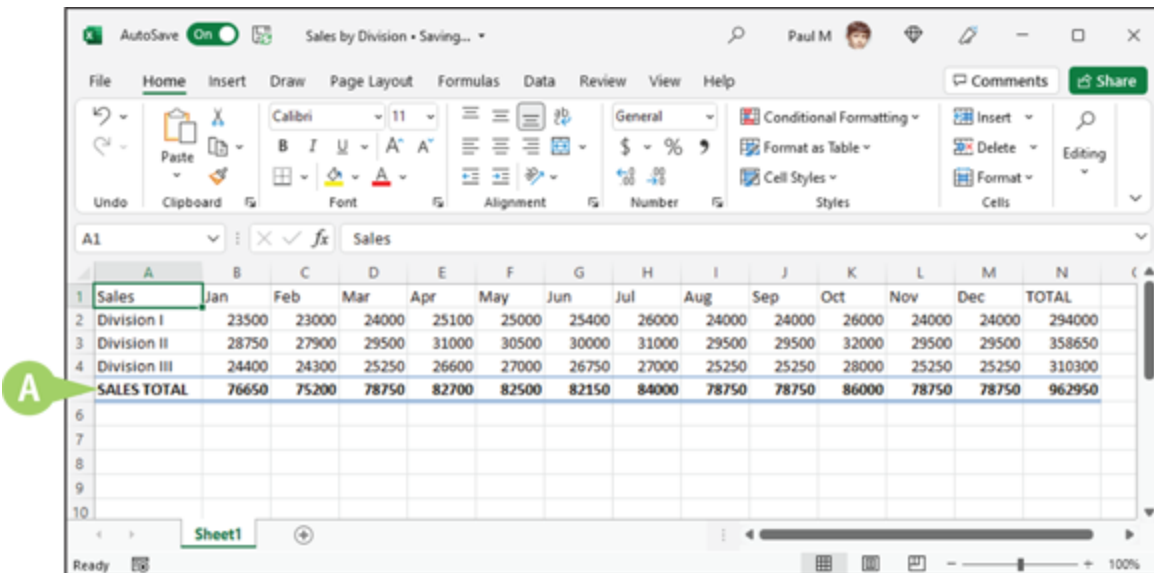 AutoSave On Sales by Division • Saving... Paul M
File Home Insert Draw Page Layout Formulas Data Review View Help Comments Share
Calibri 11 General Conditional Formatting Insert
Paste B I U A A $ % Format as Table Delete Editing
A Cell Styles Format
Undo Clipboard Font Alignment Number Styles Cells
A1 fx Sales
A B C D E F G H I J K L M N
1 Sales Jan Feb Mar Apr May Jun Jul Aug Sep Oct Nov Dec TOTAL
2 Division I 23500 23000 24000 25100 25000 25400 26000 24000 24000 26000 24000 24000 294000
3 Division II 28750 27900 29500 31000 30500 30000 31000 29500 29500 32000 29500 29500 358650
4 Division III 24400 24300 25250 26600 27000 26750 27000 25250 25250 28000 25250 25250 310300
A SALES TOTAL 76650 75200 78750 82700 82500 82150 84000 78750 78750 86000 78750 78750 962950
6
7
8
9
10
Sheet1
Ready 100%